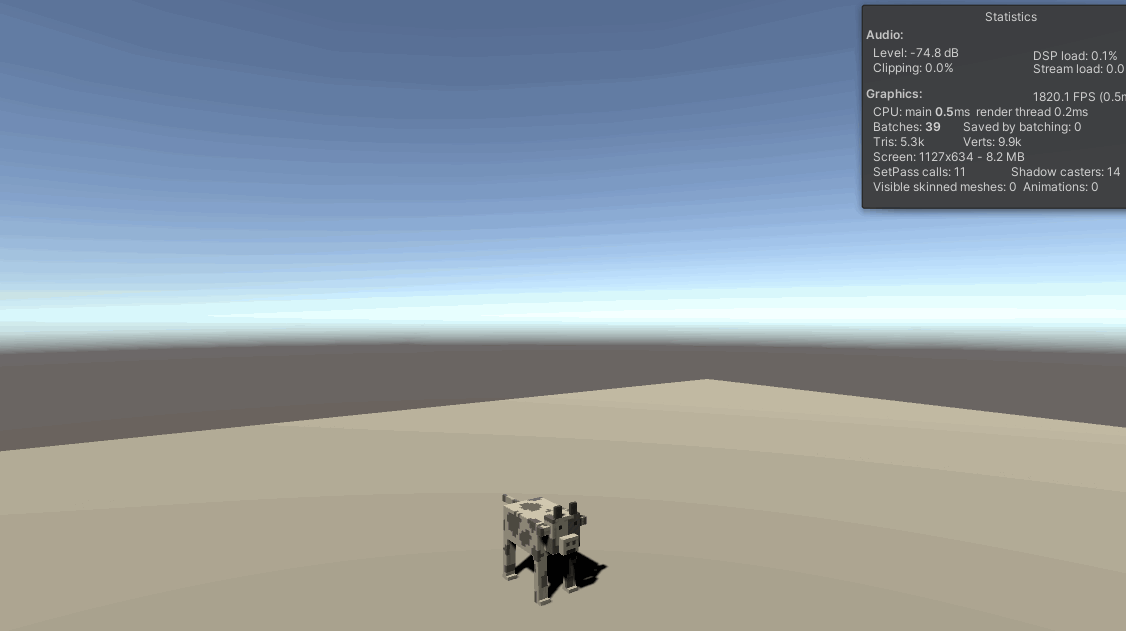 Statistics
Audio:
Level: -74.8 dB DSP load: 0.1%
Clipping: 0.0% Stream load: 0.0
Graphics: 1820.1 FPS (0.5m
CPU: main 0.5ms render thread 0.2ms
Batches: 39 Saved by batching: 0
Tris: 5.3k Verts: 9.9k
Screen: 1127x634 - 8.2 MB
SetPass calls: 11 Shadow casters: 14
Visible skinned meshes: 0 Animations: 0